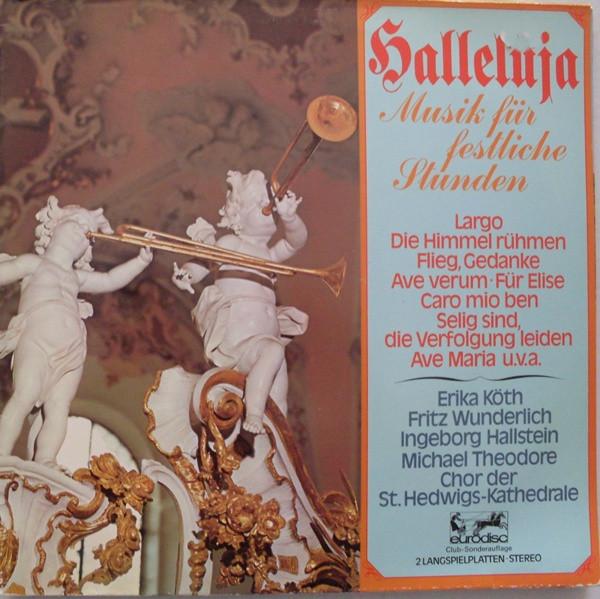 Halleluja
Musik für
festliche
Stunden
Largo
Die Himmel rühmen
Flieg, Gedanke
Ave verum · Für Elise
Caro mio ben
Selig sind,
die Verfolgung leiden
Ave Maria u.v.a.
Erika Köth
Fritz Wunderlich
Ingeborg Hallstein
Michael Theodore
Chor der
St. Hedwigs-Kathedrale
eurodisc
Club-Sonderauflage
2 LANGSPIELPLATTEN · STEREO